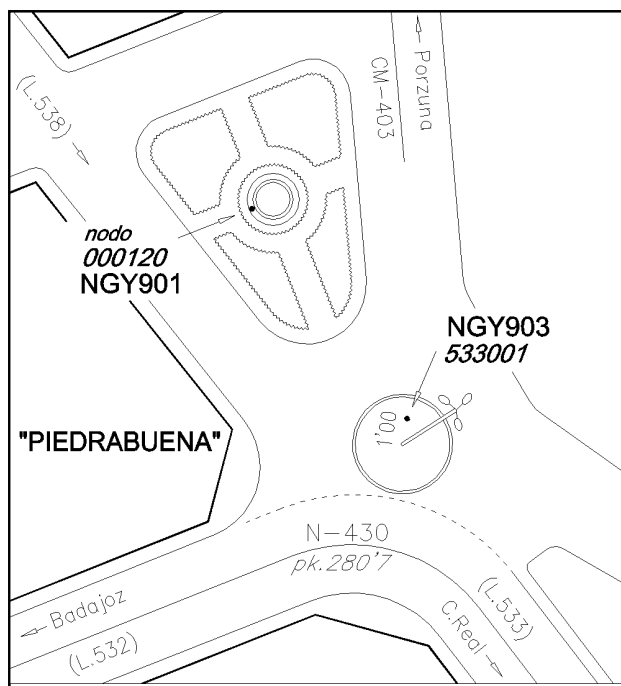 (L.538)
CM-403
Porzuna
nodo
000120
NGY901
NGY903
533001
1'00
"PIEDRABUENA"
N-430
pk.280'7
Badajoz
(L.532)
(L.533)
C.Real